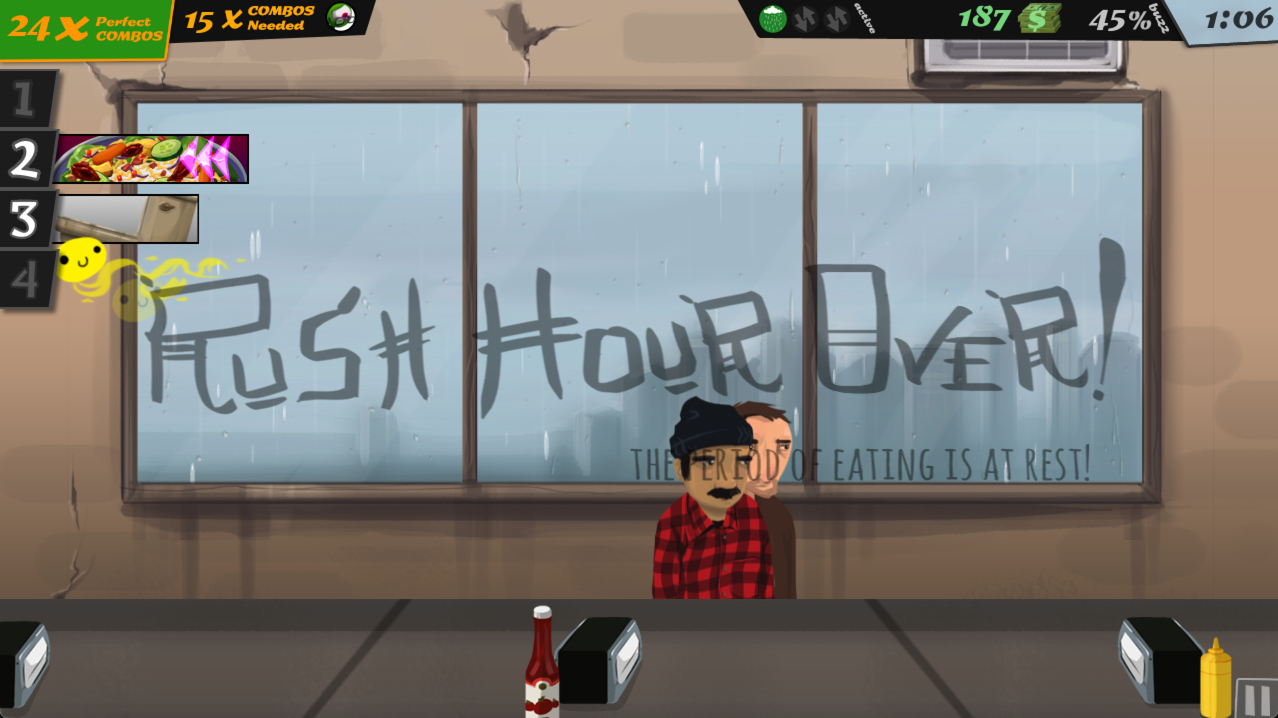 24x Perfect COMBOS
15 x COMBOS Needed
active
187 $
45% buzz
1:06
1
2
3
4
RUSH HOUR OVER!
THE PERIOD OF EATING IS AT REST!